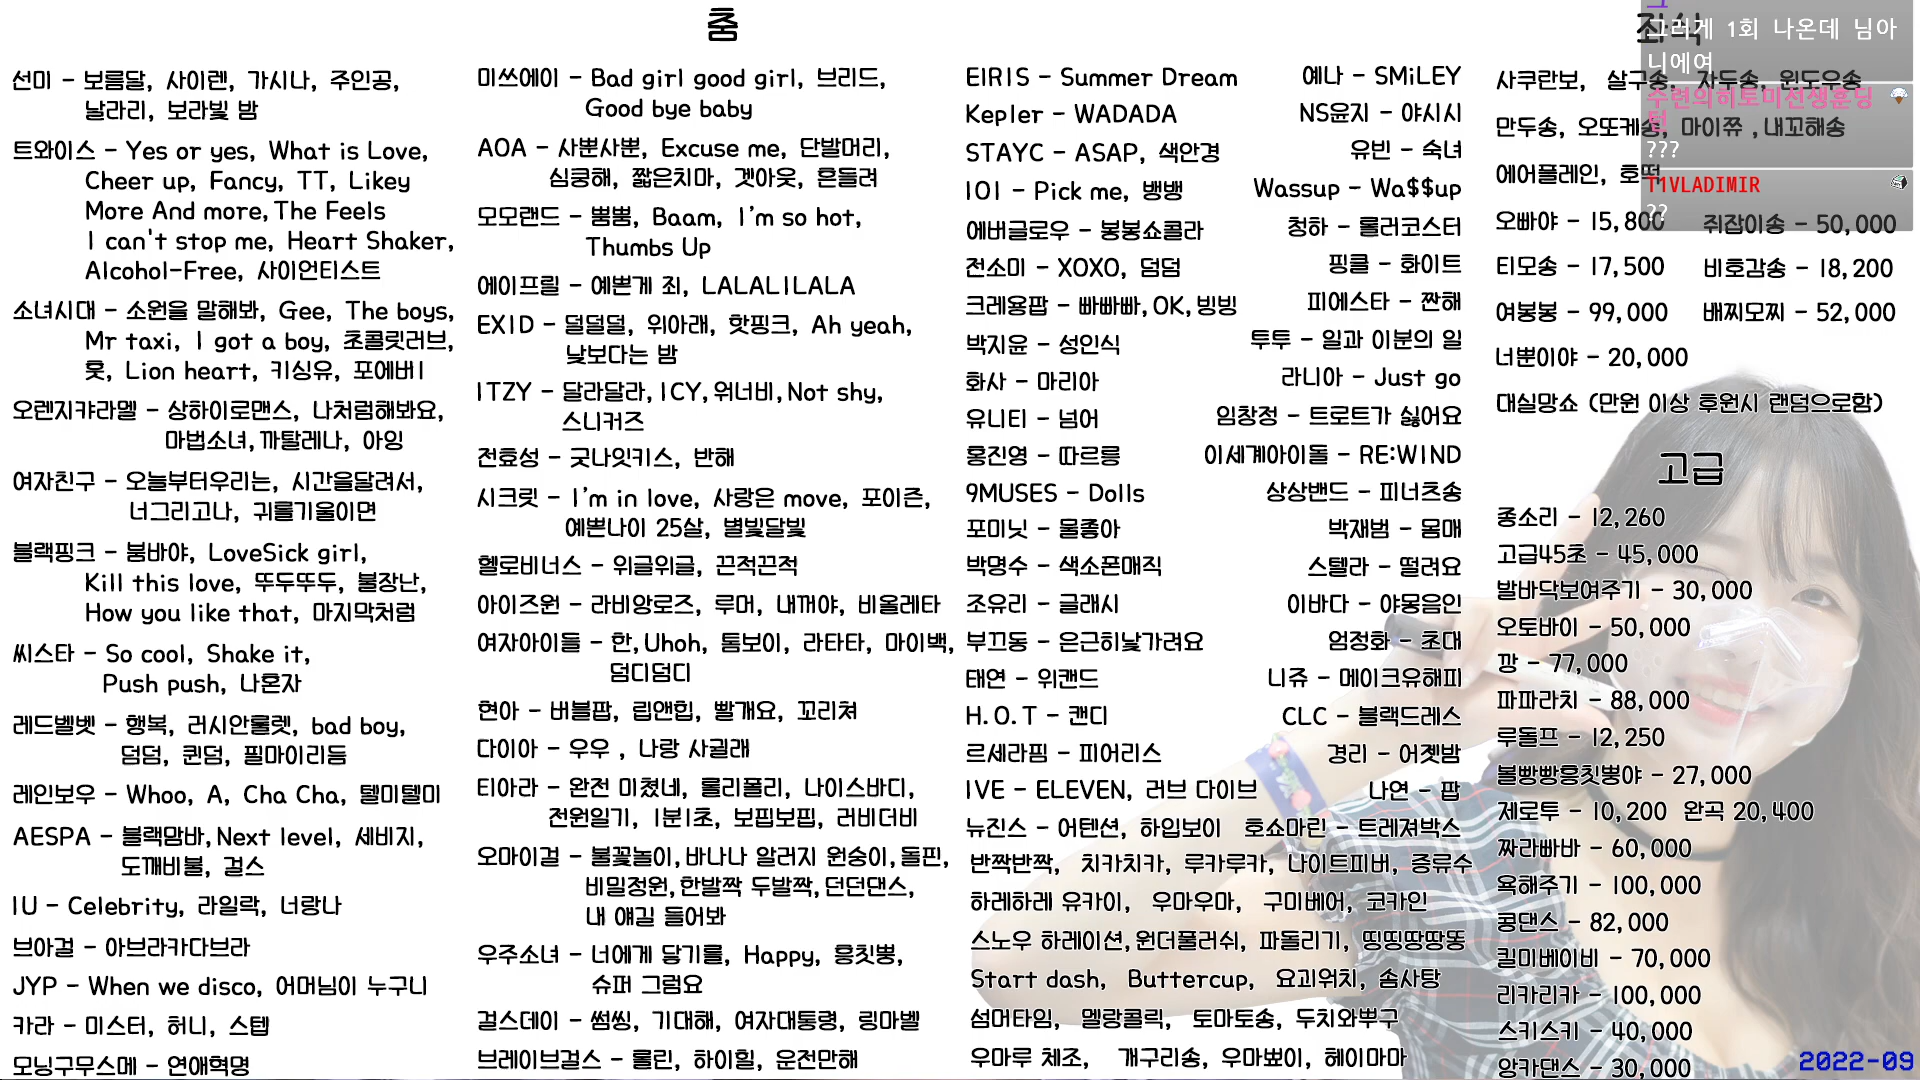 춤
선미 - 보름달, 사이렌, 가시나, 주인공,
날라리, 보라빛 밤
트와이스 - Yes or yes, What is Love,
Cheer up, Fancy, TT, Likey
More And more, The Feels
I can't stop me, Heart Shaker,
Alcohol-Free, 사이언티스트
소녀시대 - 소원을 말해봐, Gee, The boys,
Mr taxi, I got a boy, 초콜릿러브,
훗, Lion heart, 키싱유, 포에버1
오렌지캬라멜 - 상하이로맨스, 나처럼해봐요,
마법소녀, 까탈레나, 아잉
여자친구 - 오늘부터우리는, 시간을달려서,
너그리고나, 귀를기울이면
블랙핑크 - 붐바야, LoveSick girl,
Kill this love, 뚜두뚜두, 불장난,
How you like that, 마지막처럼
씨스타 - So cool, Shake it,
Push push, 나혼자
레드벨벳 - 행복, 러시안룰렛, bad boy,
덤덤, 퀸덤, 필마이리듬
레인보우 - Whoo, A, Cha Cha, 텔미텔미
AESPA - 블랙맘바, Next level, 세비지,
도깨비불, 걸스
IU - Celebrity, 라일락, 너랑나
브아걸 - 아브라카다브라
JYP - When we disco, 어머님이 누구니
카라 - 미스터, 허니, 스텝
모닝구무스메 - 연애혁명
미쓰에이 - Bad girl good girl, 브리드,
Good bye baby
AOA - 사뿐사뿐, Excuse me, 단발머리,
심쿵해, 짧은치마, 겟아웃, 흔들려
모모랜드 - 뿜뿜, Baam, I'm so hot,
Thumbs Up
에이프릴 - 예쁜게 죄, LALALILALA
EXID - 덜덜덜, 위아래, 핫핑크, Ah yeah,
낮보다는 밤
ITZY - 달라달라, ICY, 워너비, Not shy,
스니커즈
전효성 - 굿나잇키스, 반해
시크릿 - I'm in love, 사랑은 move, 포이즌,
예쁜나이 25살, 별빛달빛
헬로비너스 - 위글위글, 끈적끈적
아이즈원 - 라비앙로즈, 루머, 내꺼야, 비올레타
여자아이들 - 한, Uhoh, 톰보이, 라타타, 마이백,
덤디덤디
현아 - 버블팝, 립앤힙, 빨개요, 꼬리쳐
다이아 - 우우 , 나랑 사귈래
티아라 - 완전 미쳤네, 롤리폴리, 나이스바디,
전원일기, 1분1초, 보핍보핍, 러비더비
오마이걸 - 불꽃놀이, 바나나 알러지 원숭이, 돌핀,
비밀정원, 한발짝 두발짝, 던던댄스,
내 얘길 들어봐
우주소녀 - 너에게 닿기를, Happy, 흥칫뿡,
슈퍼 그럼요
걸스데이 - 썸씽, 기대해, 여자대통령, 링마벨
브레이브걸스 - 롤린, 하이힐, 운전만해
EIRIS - Summer Dream
예나 - SMiLEY
Kepler - WADADA
NS윤지 - 야시시
STAYC - ASAP, 색안경
유빈 - 숙녀
IOI - Pick me, 뱅뱅
Wassup - Wa$$up
에버글로우 - 봉봉쇼콜라
청하 - 롤러코스터
전소미 - XOXO, 덤덤
핑클 - 화이트
크레용팝 - 빠빠빠, OK, 빙빙
피에스타 - 짠해
박지윤 - 성인식
투투 - 일과 이분의 일
화사 - 마리아
라니아 - Just go
유니티 - 넘어
임창정 - 트로트가 싫어요
홍진영 - 따르릉
이세계아이돌 - RE:WIND
9MUSES - Dolls
상상밴드 - 피너츠송
포미닛 - 물좋아
박재범 - 몸매
박명수 - 색소폰매직
스텔라 - 떨려요
조유리 - 글래시
이바다 - 야몽음인
부끄동 - 은근히낯가려요
엄정화 - 초대
태연 - 위캔드
니쥬 - 메이크유해피
H.O.T - 캔디
CLC - 블랙드레스
르세라핌 - 피어리스
경리 - 어젯밤
IVE - ELEVEN, 러브 다이브
나연 - 팝
뉴진스 - 어텐션, 하입보이
호쇼마린 - 트레져박스
반짝반짝, 치카치카, 루카루카, 나이트피버, 증류수
하레하레 유카이, 우마우마, 구미베어, 코카인
스노우 하레이션, 원더풀러쉬, 파돌리기, 띵띵땅땅똥
Start dash, Buttercup, 요괴워치, 솜사탕
섬머타임, 멜랑콜릭, 토마토송, 두치와뿌구
우마루 체조, 개구리송, 우마뾰이, 헤이마마
좌식
사쿠란보, 살구송, 자두송, 윈도우송
만두송, 오또케송, 마이쮸 , 내꼬해송
에어플레인, 호떡
오빠야 - 15,800
쥐잡이송 - 50,000
티모송 - 17,500
비호감송 - 18,200
여봉봉 - 99,000
배찌모찌 - 52,000
너뿐이야 - 20,000
대실망쇼 (만원 이상 후원시 랜덤으로함)
고급
종소리 - 12,260
고급45초 - 45,000
발바닥보여주기 - 30,000
오토바이 - 50,000
깡 - 77,000
파파라치 - 88,000
루돌프 - 12,250
볼빵빵흥칫뿡야 - 27,000
제로투 - 10,200 완곡 20,400
짜라빠바 - 60,000
욕해주기 - 100,000
콩댄스 - 82,000
킬미베이비 - 70,000
리카리카 - 100,000
스키스키 - 40,000
앙카댄스 - 30,000
그러게 1회 나온데 님아
니에여
수련의히토미선생훈딩
???
T1VLADIMIR
??
2022-09